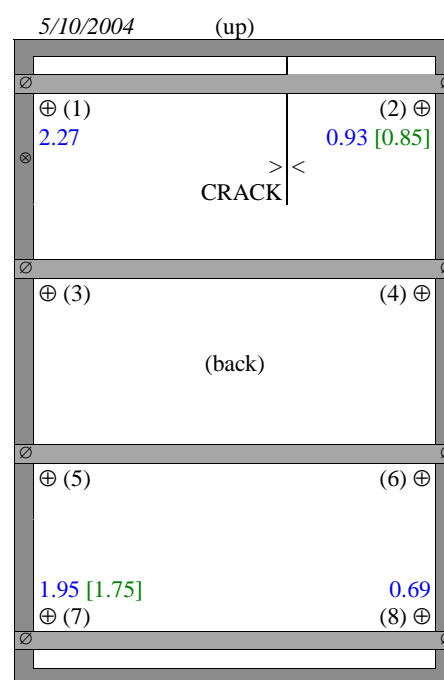 5/10/2004 (up)
⊕ (1) (2) ⊕
2.27 0.93 [0.85]
> <
CRACK
⊕ (3) (4) ⊕
(back)
⊕ (5) (6) ⊕
1.95 [1.75] 0.69
⊕ (7) (8) ⊕